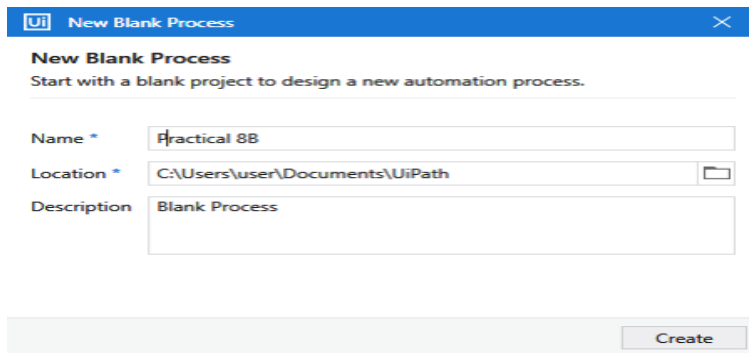 Ui New Blank Process
New Blank Process
Start with a blank project to design a new automation process.
Name * Practical 8B
Location * C:\Users\user\Documents\UiPath
Description Blank Process
Create